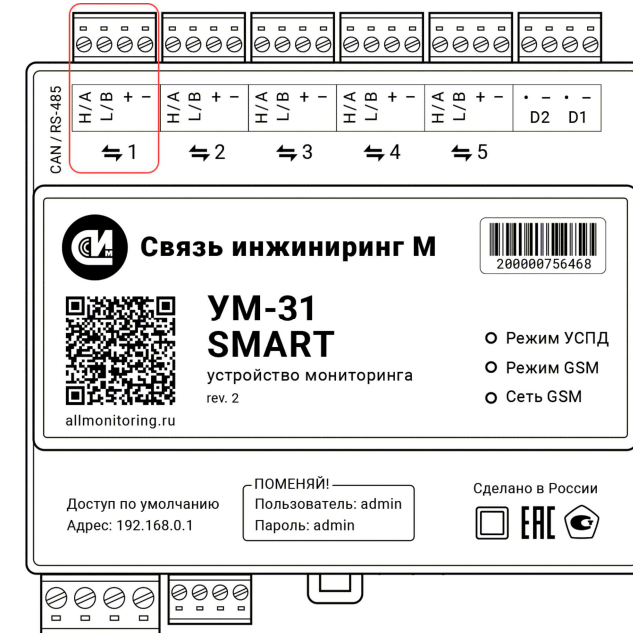 CAN / RS-485
H/A L/B + − H/A L/B + − H/A L/B + − H/A L/B + − H/A L/B + − · − · −
D2 D1
⇋ 1 ⇋ 2 ⇋ 3 ⇋ 4 ⇋ 5
СИм
Связь инжиниринг М
200000756468
УМ-31
SMART
устройство мониторинга
rev. 2
allmonitoring.ru
Режим УСПД
Режим GSM
Сеть GSM
Доступ по умолчанию
Адрес: 192.168.0.1
ПОМЕНЯЙ!
Пользователь: admin
Пароль: admin
Сделано в России
EAC